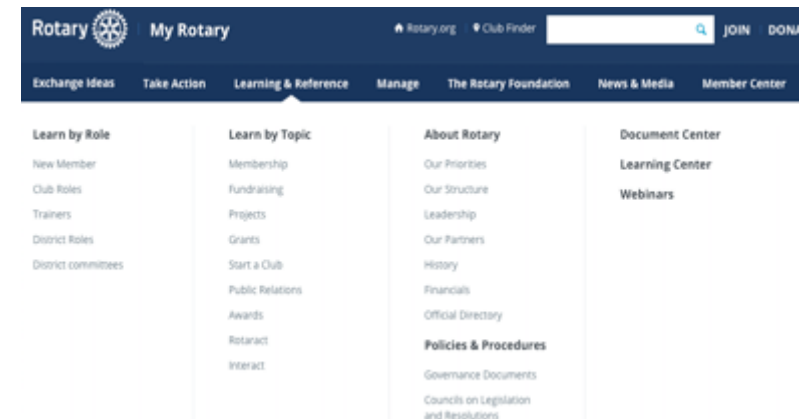 Rotary My Rotary Rotary.org Club Finder JOIN DONA
Exchange Ideas Take Action Learning & Reference Manage The Rotary Foundation News & Media Member Center
Learn by Role
New Member
Club Roles
Trainers
District Roles
District committees
Learn by Topic
Membership
Fundraising
Projects
Grants
Start a Club
Public Relations
Awards
Rotaract
Interact
About Rotary
Our Priorities
Our Structure
Leadership
Our Partners
History
Financials
Official Directory
Policies & Procedures
Governance Documents
Councils on Legislation
and Resolutions
Document Center
Learning Center
Webinars